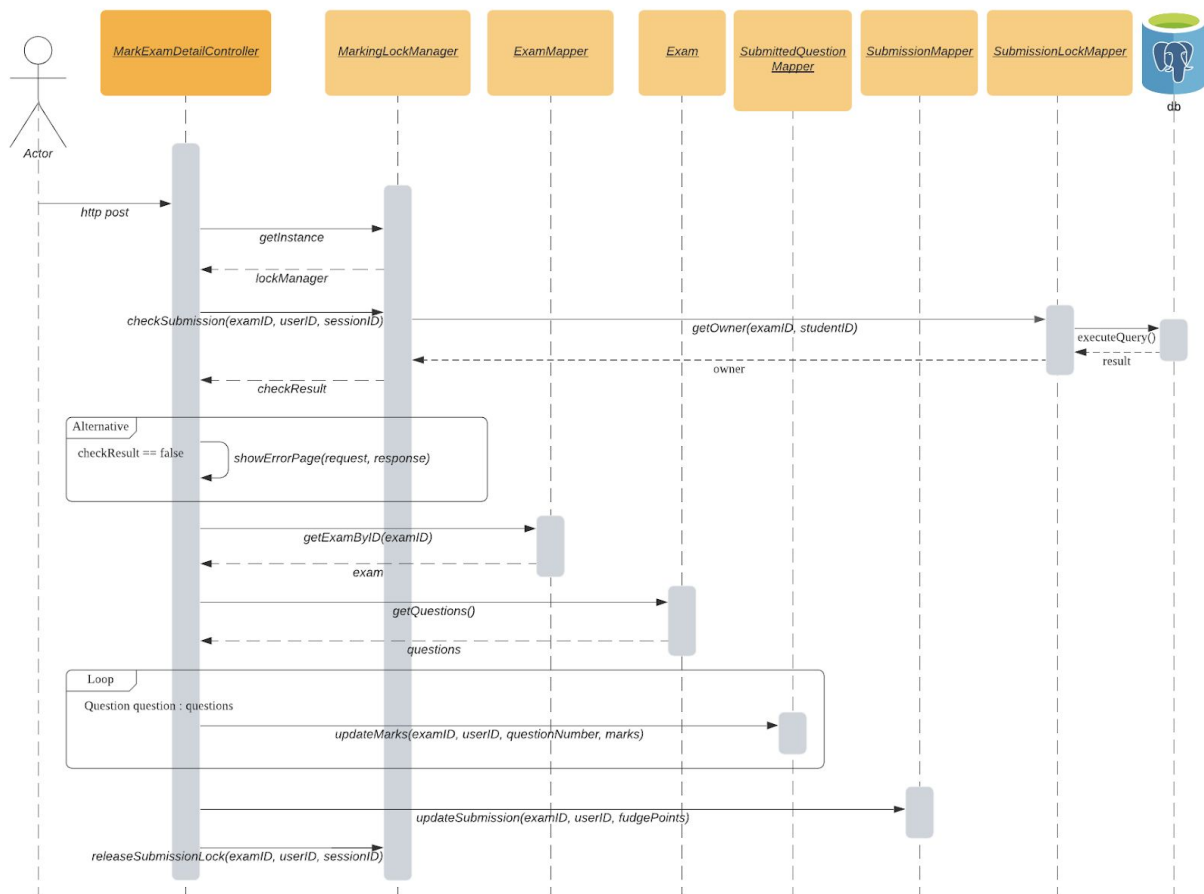 MarkExamDetailController
MarkingLockManager
ExamMapper
Exam
SubmittedQuestion
Mapper
SubmissionMapper
SubmissionLockMapper
db
Actor
http post
getInstance
lockManager
checkSubmission(examID, userID, sessionID)
getOwner(examID, studentID)
executeQuery()
result
owner
checkResult
Alternative
checkResult == false
showErrorPage(request, response)
getExamByID(examID)
exam
getQuestions()
questions
Loop
Question question : questions
updateMarks(examID, userID, questionNumber, marks)
updateSubmission(examID, userID, fudgePoints)
releaseSubmissionLock(examID, userID, sessionID)